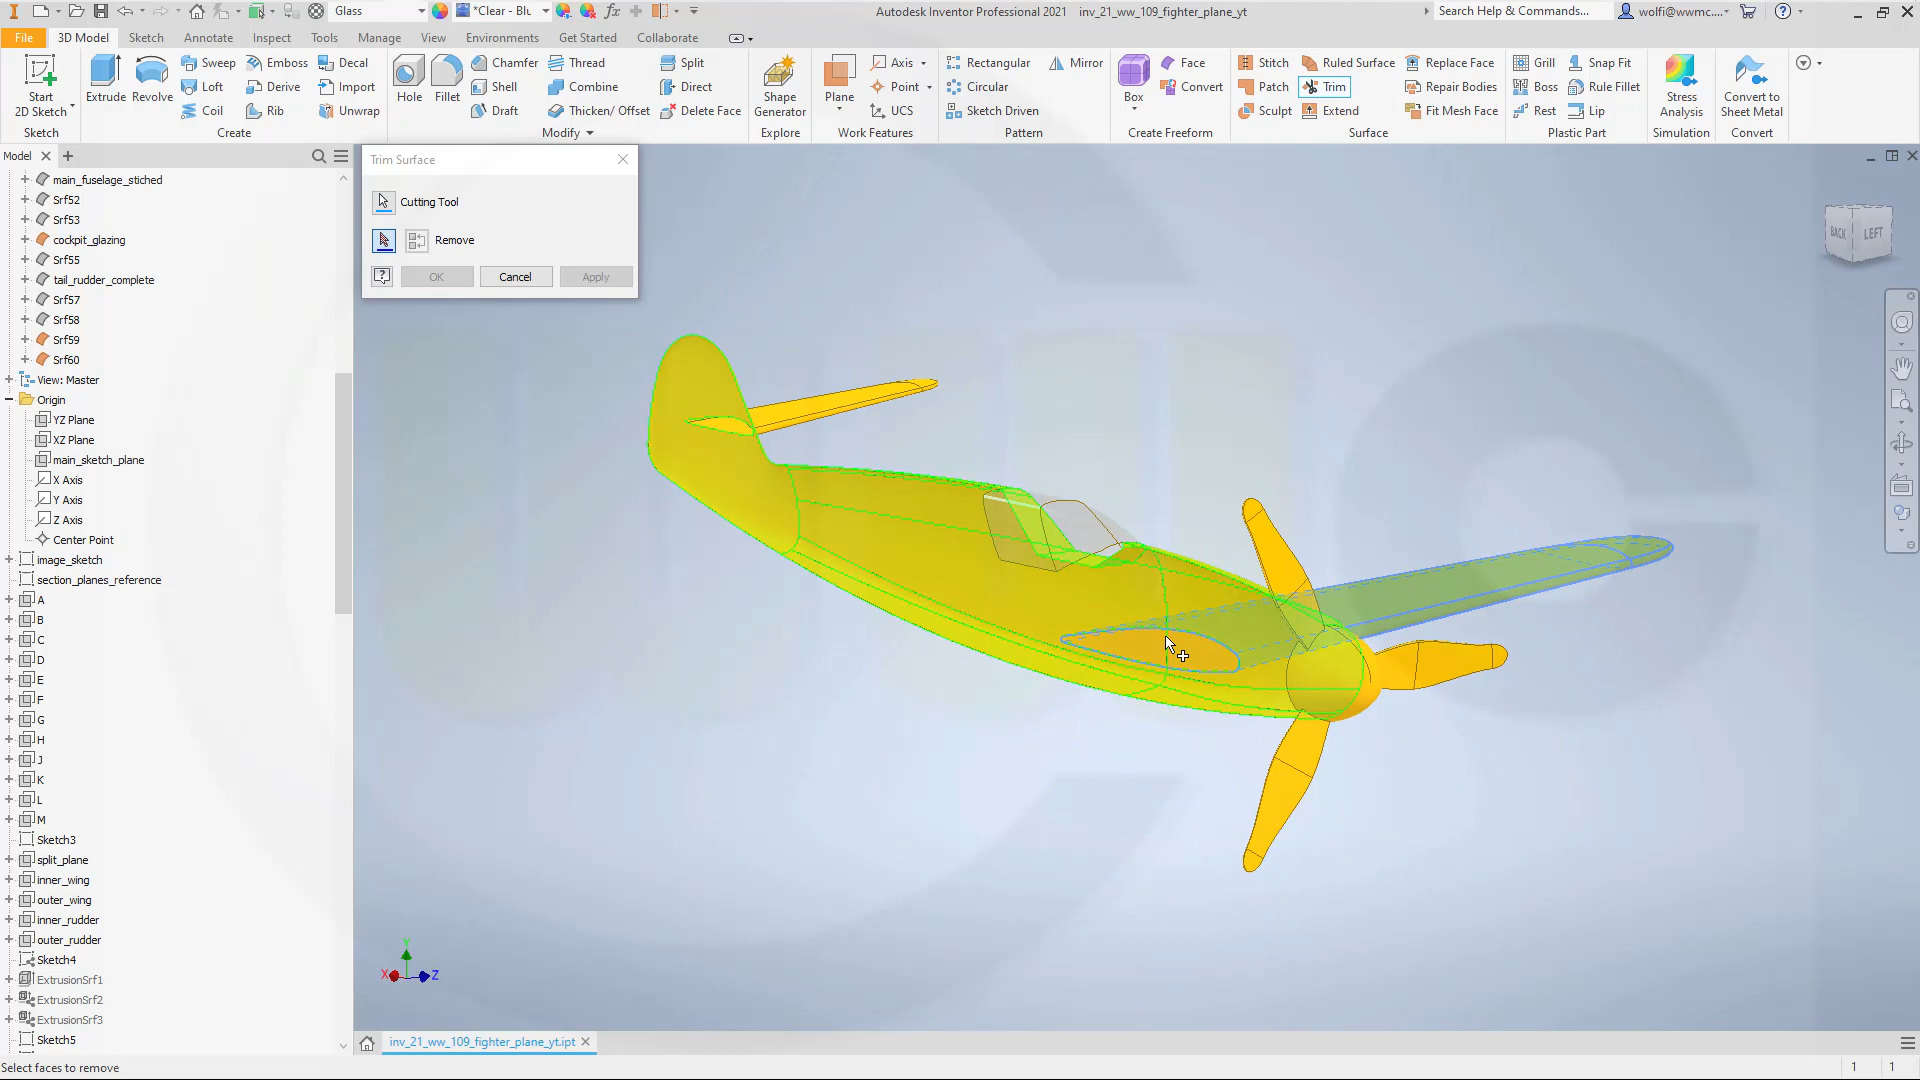 Glass
*Clear - Blu
Autodesk Inventor Professional 2021 inv_21_ww_109_fighter_plane_yt
Search Help & Commands...
wolfi@wwmc....
File
3D Model
Sketch
Annotate
Inspect
Tools
Manage
View
Environments
Get Started
Collaborate
Start
2D Sketch
Extrude
Revolve
Sweep
Loft
Coil
Emboss
Derive
Rib
Decal
Import
Unwrap
Hole
Fillet
Chamfer
Shell
Draft
Thread
Combine
Thicken/ Offset
Split
Direct
Delete Face
Shape
Generator
Plane
Axis
Point
UCS
Rectangular
Circular
Sketch Driven
Mirror
Box
Face
Convert
Stitch
Patch
Sculpt
Ruled Surface
Trim
Extend
Replace Face
Repair Bodies
Fit Mesh Face
Grill
Boss
Rest
Snap Fit
Rule Fillet
Lip
Stress
Analysis
Convert to
Sheet Metal
Sketch
Create
Modify
Explore
Work Features
Pattern
Create Freeform
Surface
Plastic Part
Simulation
Convert
Model
main_fuselage_stiched
Srf52
Srf53
cockpit_glazing
Srf55
tail_rudder_complete
Srf57
Srf58
Srf59
Srf60
View: Master
Origin
YZ Plane
XZ Plane
main_sketch_plane
X Axis
Y Axis
Z Axis
Center Point
image_sketch
section_planes_reference
A
B
C
D
E
F
G
H
J
K
L
M
Sketch3
split_plane
inner_wing
outer_wing
inner_rudder
outer_rudder
Sketch4
ExtrusionSrf1
ExtrusionSrf2
ExtrusionSrf3
Sketch5
Trim Surface
Cutting Tool
Remove
OK
Cancel
Apply
BACK
LEFT
Y
X
Z
inv_21_ww_109_fighter_plane_yt.ipt
Select faces to remove
1
1